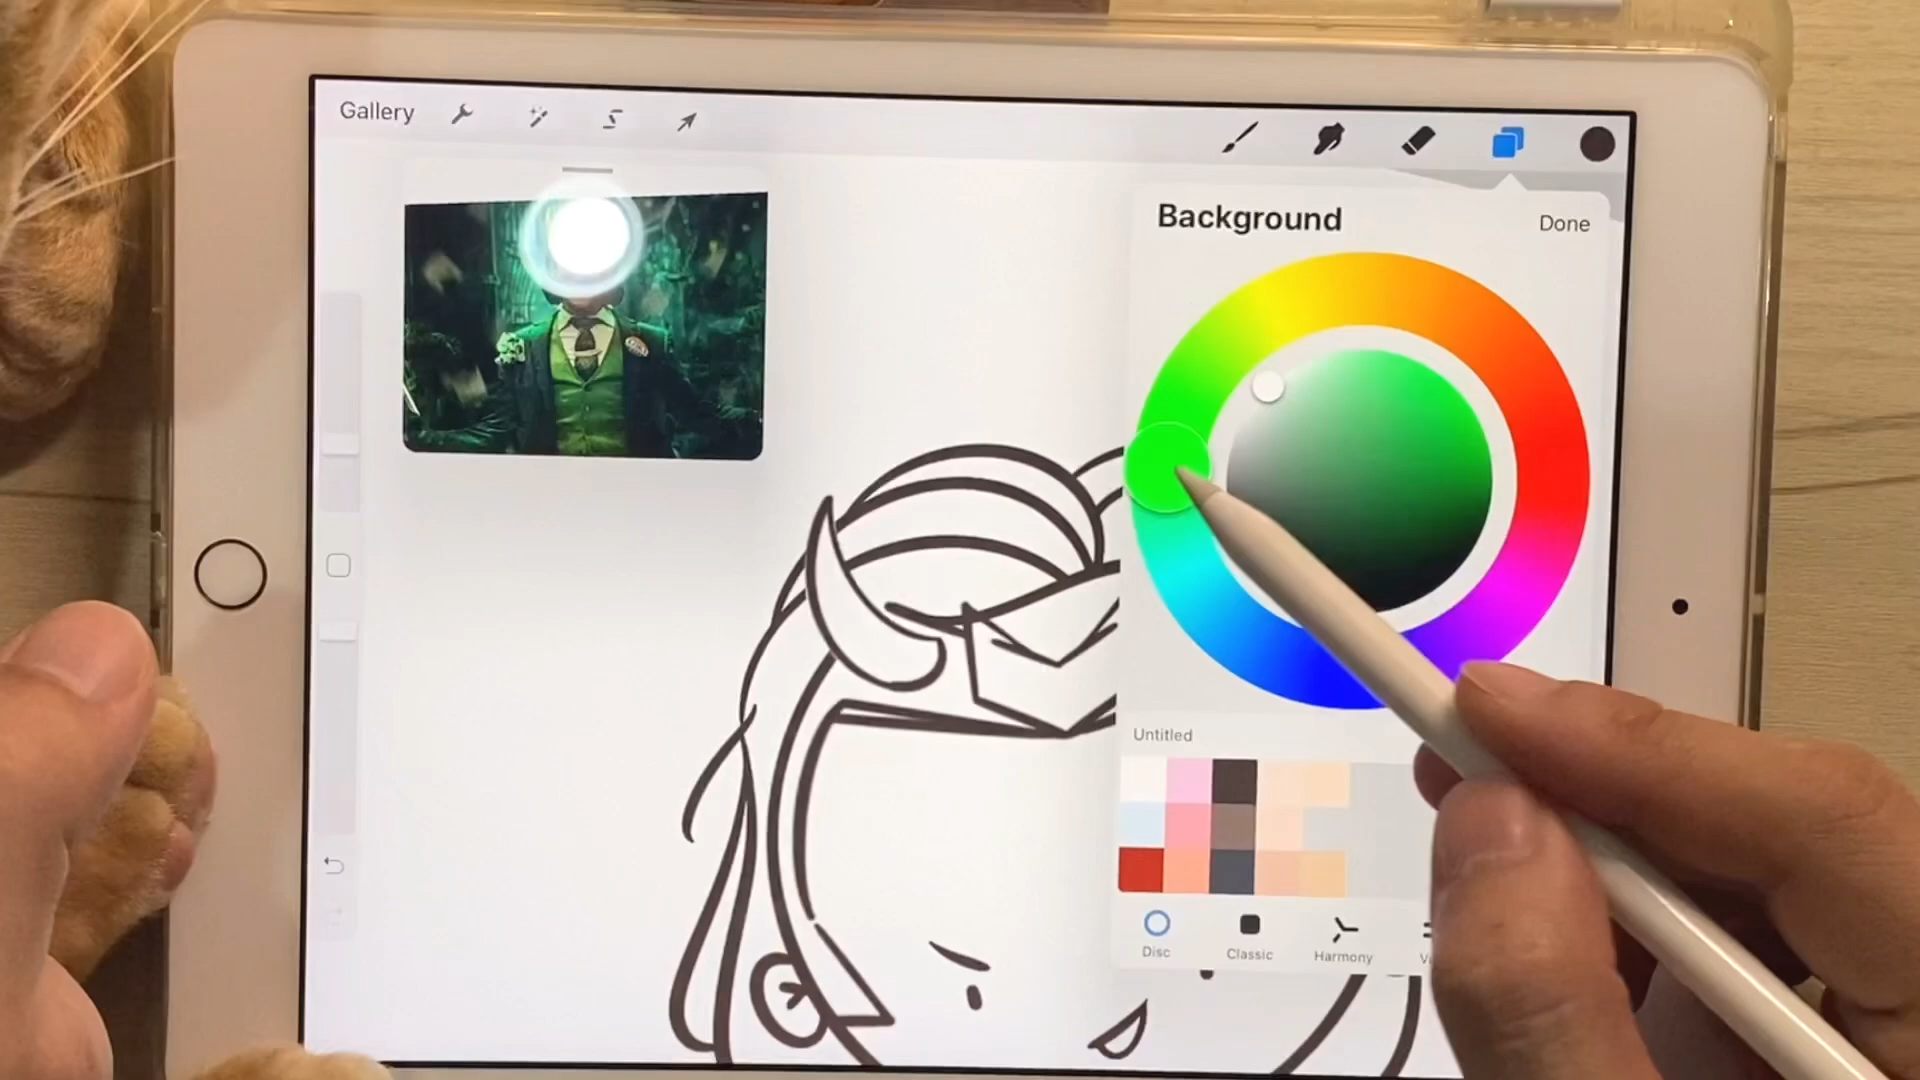 Gallery
Background
Done
Untitled
Disc
Classic
Harmony